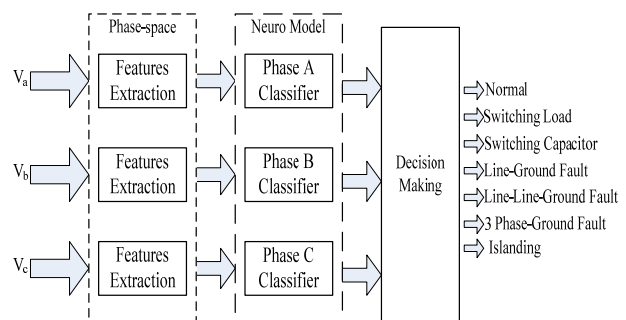 Phase-space
Neuro Model
Va
Features
Extraction
Phase A
Classifier
Vb
Features
Extraction
Phase B
Classifier
Vc
Features
Extraction
Phase C
Classifier
Decision
Making
Normal
Switching Load
Switching Capacitor
Line-Ground Fault
Line-Line-Ground Fault
3 Phase-Ground Fault
Islanding